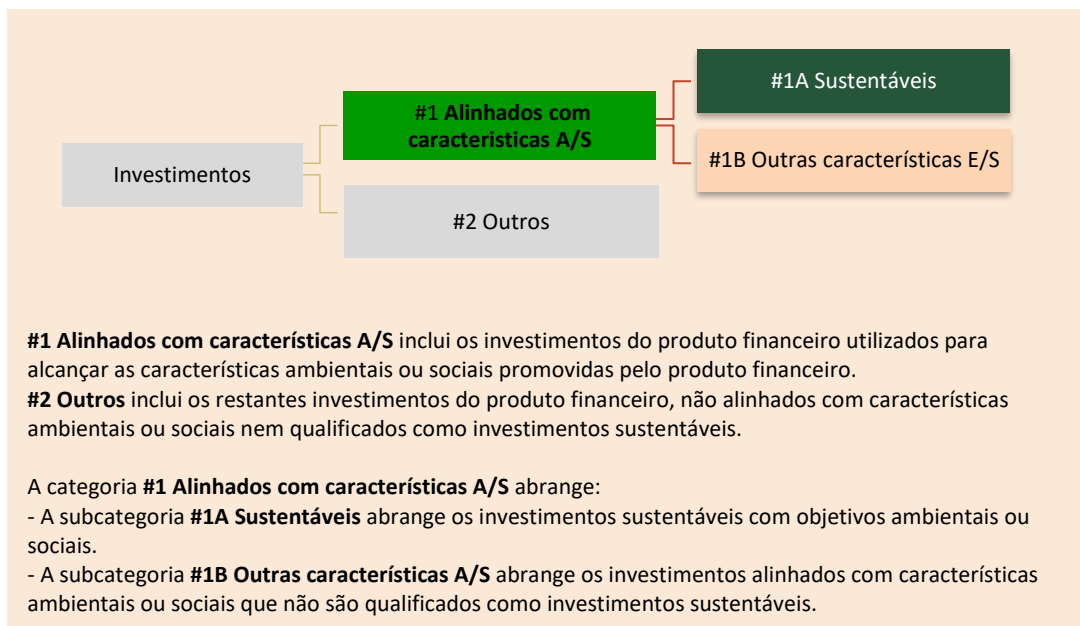 #1A Sustentáveis
#1 Alinhados com
caracteristicas A/S
#1B Outras características E/S
Investimentos
#2 Outros
#1 Alinhados com características A/S inclui os investimentos do produto financeiro utilizados para
alcançar as características ambientais ou sociais promovidas pelo produto financeiro.
#2 Outros inclui os restantes investimentos do produto financeiro, não alinhados com características
ambientais ou sociais nem qualificados como investimentos sustentáveis.
A categoria #1 Alinhados com características A/S abrange:
- A subcategoria #1A Sustentáveis abrange os investimentos sustentáveis com objetivos ambientais ou
sociais.
- A subcategoria #1B Outras características A/S abrange os investimentos alinhados com características
ambientais ou sociais que não são qualificados como investimentos sustentáveis.